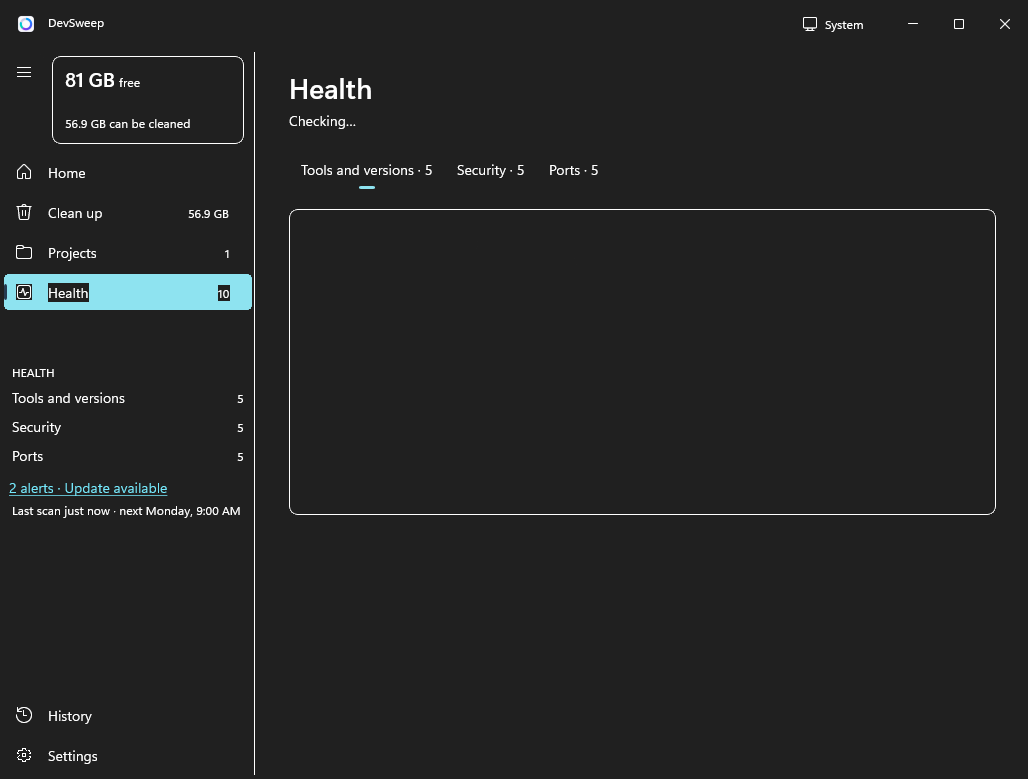 DevSweep
System
81 GB free
56.9 GB can be cleaned
Home
Clean up 56.9 GB
Projects 1
Health 10
HEALTH
Tools and versions 5
Security 5
Ports 5
2 alerts · Update available
Last scan just now · next Monday, 9:00 AM
History
Settings
Health
Checking...
Tools and versions · 5 Security · 5 Ports · 5